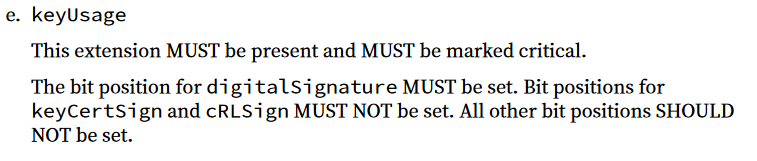 e. keyUsage
This extension MUST be present and MUST be marked critical.
The bit position for digitalSignature MUST be set. Bit positions for
keyCertSign and cRLSign MUST NOT be set. All other bit positions SHOULD
NOT be set.